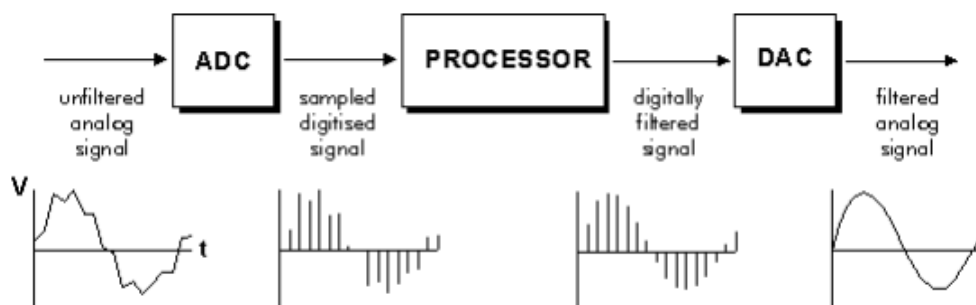 ADC
PROCESSOR
DAC
unfiltered
analog
signal
sampled
digitised
signal
digitally
filtered
signal
filtered
analog
signal
V
t